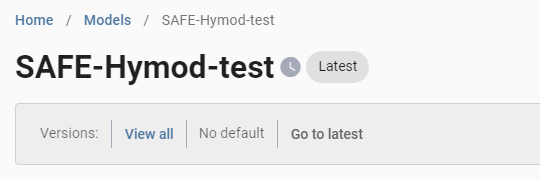 Home / Models / SAFE-Hymod-test
SAFE-Hymod-test Latest
Versions: View all No default Go to latest